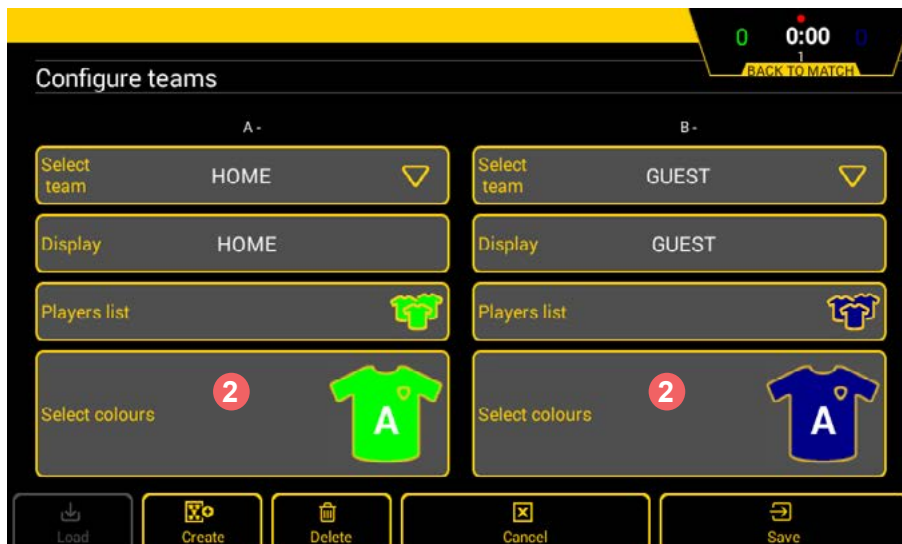 0 0:00 0
1
BACK TO MATCH
Configure teams
A -
B -
Select
team
HOME
Select
team
GUEST
Display HOME
Display GUEST
Players list
Players list
Select colours 2 A
Select colours 2 A
Load Create Delete Cancel Save